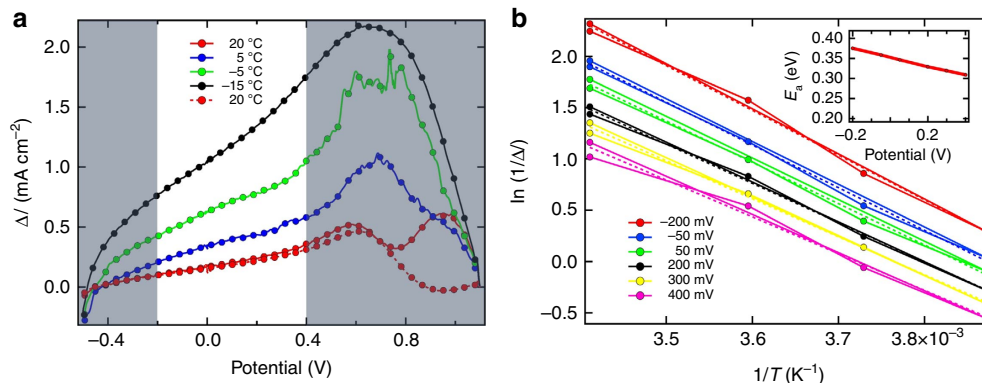 a
ΔI (mA cm⁻²)
2.0
1.5
1.0
0.5
0.0
20 °C
5 °C
–5 °C
–15 °C
20 °C
–0.4
0.0
0.4
0.8
Potential (V)
b
ln (1/ΔI)
2.0
1.5
1.0
0.5
0.0
–0.5
–200 mV
–50 mV
50 mV
200 mV
300 mV
400 mV
3.5
3.6
3.7
3.8×10⁻³
1/T (K⁻¹)
Eₐ (eV)
0.40
0.35
0.30
0.25
0.20
–0.2
0.2
Potential (V)